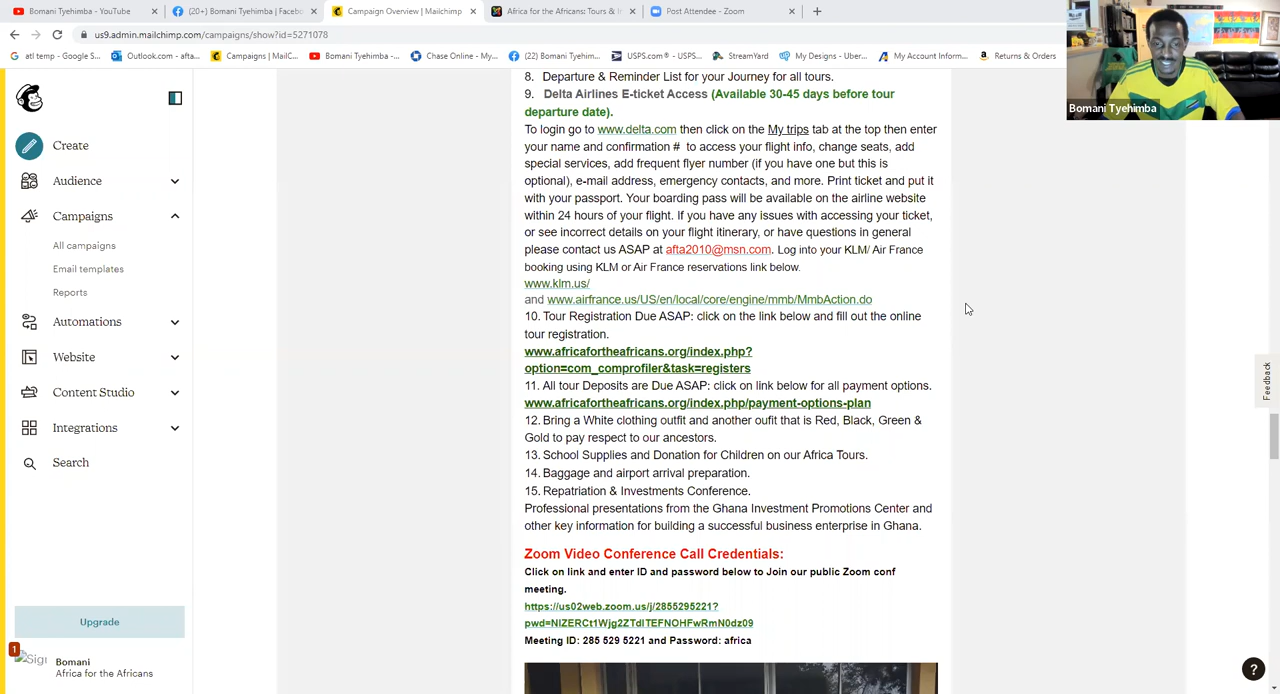 Bomani Tyehimba - YouTube
(20+) Bomani Tyehimba | Facebo
Campaign Overview | Mailchimp
Africa for the Africans: Tours & I
Post Attendee - Zoom
us9.admin.mailchimp.com/campaigns/show?id=5271078
atl temp - Google S...
Outlook.com - afta...
Campaigns | MailC...
Bomani Tyehimba -...
Chase Online - My...
(22) Bomani Tyehim...
USPS.com® - USPS...
StreamYard
My Designs - Uber...
My Account Inform...
Returns & Orders
Bomani Tyehimba
Create
Audience
Campaigns
All campaigns
Email templates
Reports
Automations
Website
Content Studio
Integrations
Search
Upgrade
1
Bomani
Africa for the Africans
8. Departure & Reminder List for your Journey for all tours.
9. Delta Airlines E-ticket Access (Available 30-45 days before tour
departure date).
To login go to www.delta.com then click on the My trips tab at the top then enter
your name and confirmation # to access your flight info, change seats, add
special services, add frequent flyer number (if you have one but this is
optional), e-mail address, emergency contacts, and more. Print ticket and put it
with your passport. Your boarding pass will be available on the airline website
within 24 hours of your flight. If you have any issues with accessing your ticket,
or see incorrect details on your flight itinerary, or have questions in general
please contact us ASAP at afta2010@msn.com. Log into your KLM/ Air France
booking using KLM or Air France reservations link below.
www.klm.us/
and www.airfrance.us/US/en/local/core/engine/mmb/MmbAction.do
10. Tour Registration Due ASAP: click on the link below and fill out the online
tour registration.
www.africafortheafricans.org/index.php?
option=com_comprofiler&task=registers
11. All tour Deposits are Due ASAP: click on link below for all payment options.
www.africafortheafricans.org/index.php/payment-options-plan
12. Bring a White clothing outfit and another oufit that is Red, Black, Green &
Gold to pay respect to our ancestors.
13. School Supplies and Donation for Children on our Africa Tours.
14. Baggage and airport arrival preparation.
15. Repatriation & Investments Conference.
Professional presentations from the Ghana Investment Promotions Center and
other key information for building a successful business enterprise in Ghana.
Zoom Video Conference Call Credentials:
Click on link and enter ID and password below to Join our public Zoom conf
meeting.
https://us02web.zoom.us/j/2855295221?
pwd=NlZERCt1Wjg2ZTdITEFNOHFwRmN0dz09
Meeting ID: 285 529 5221 and Password: africa
Feedback
?